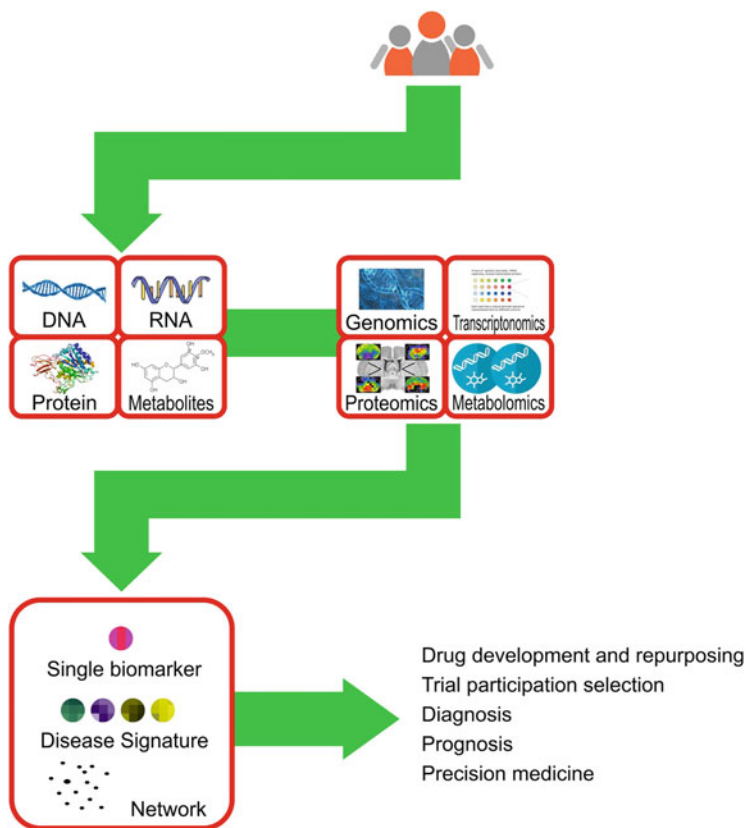 DNA
RNA
Protein
Metabolites
Genomics
Transcriptonomics
Proteomics
Metabolomics
Single biomarker
Disease Signature
Network
Drug development and repurposing
Trial participation selection
Diagnosis
Prognosis
Precision medicine